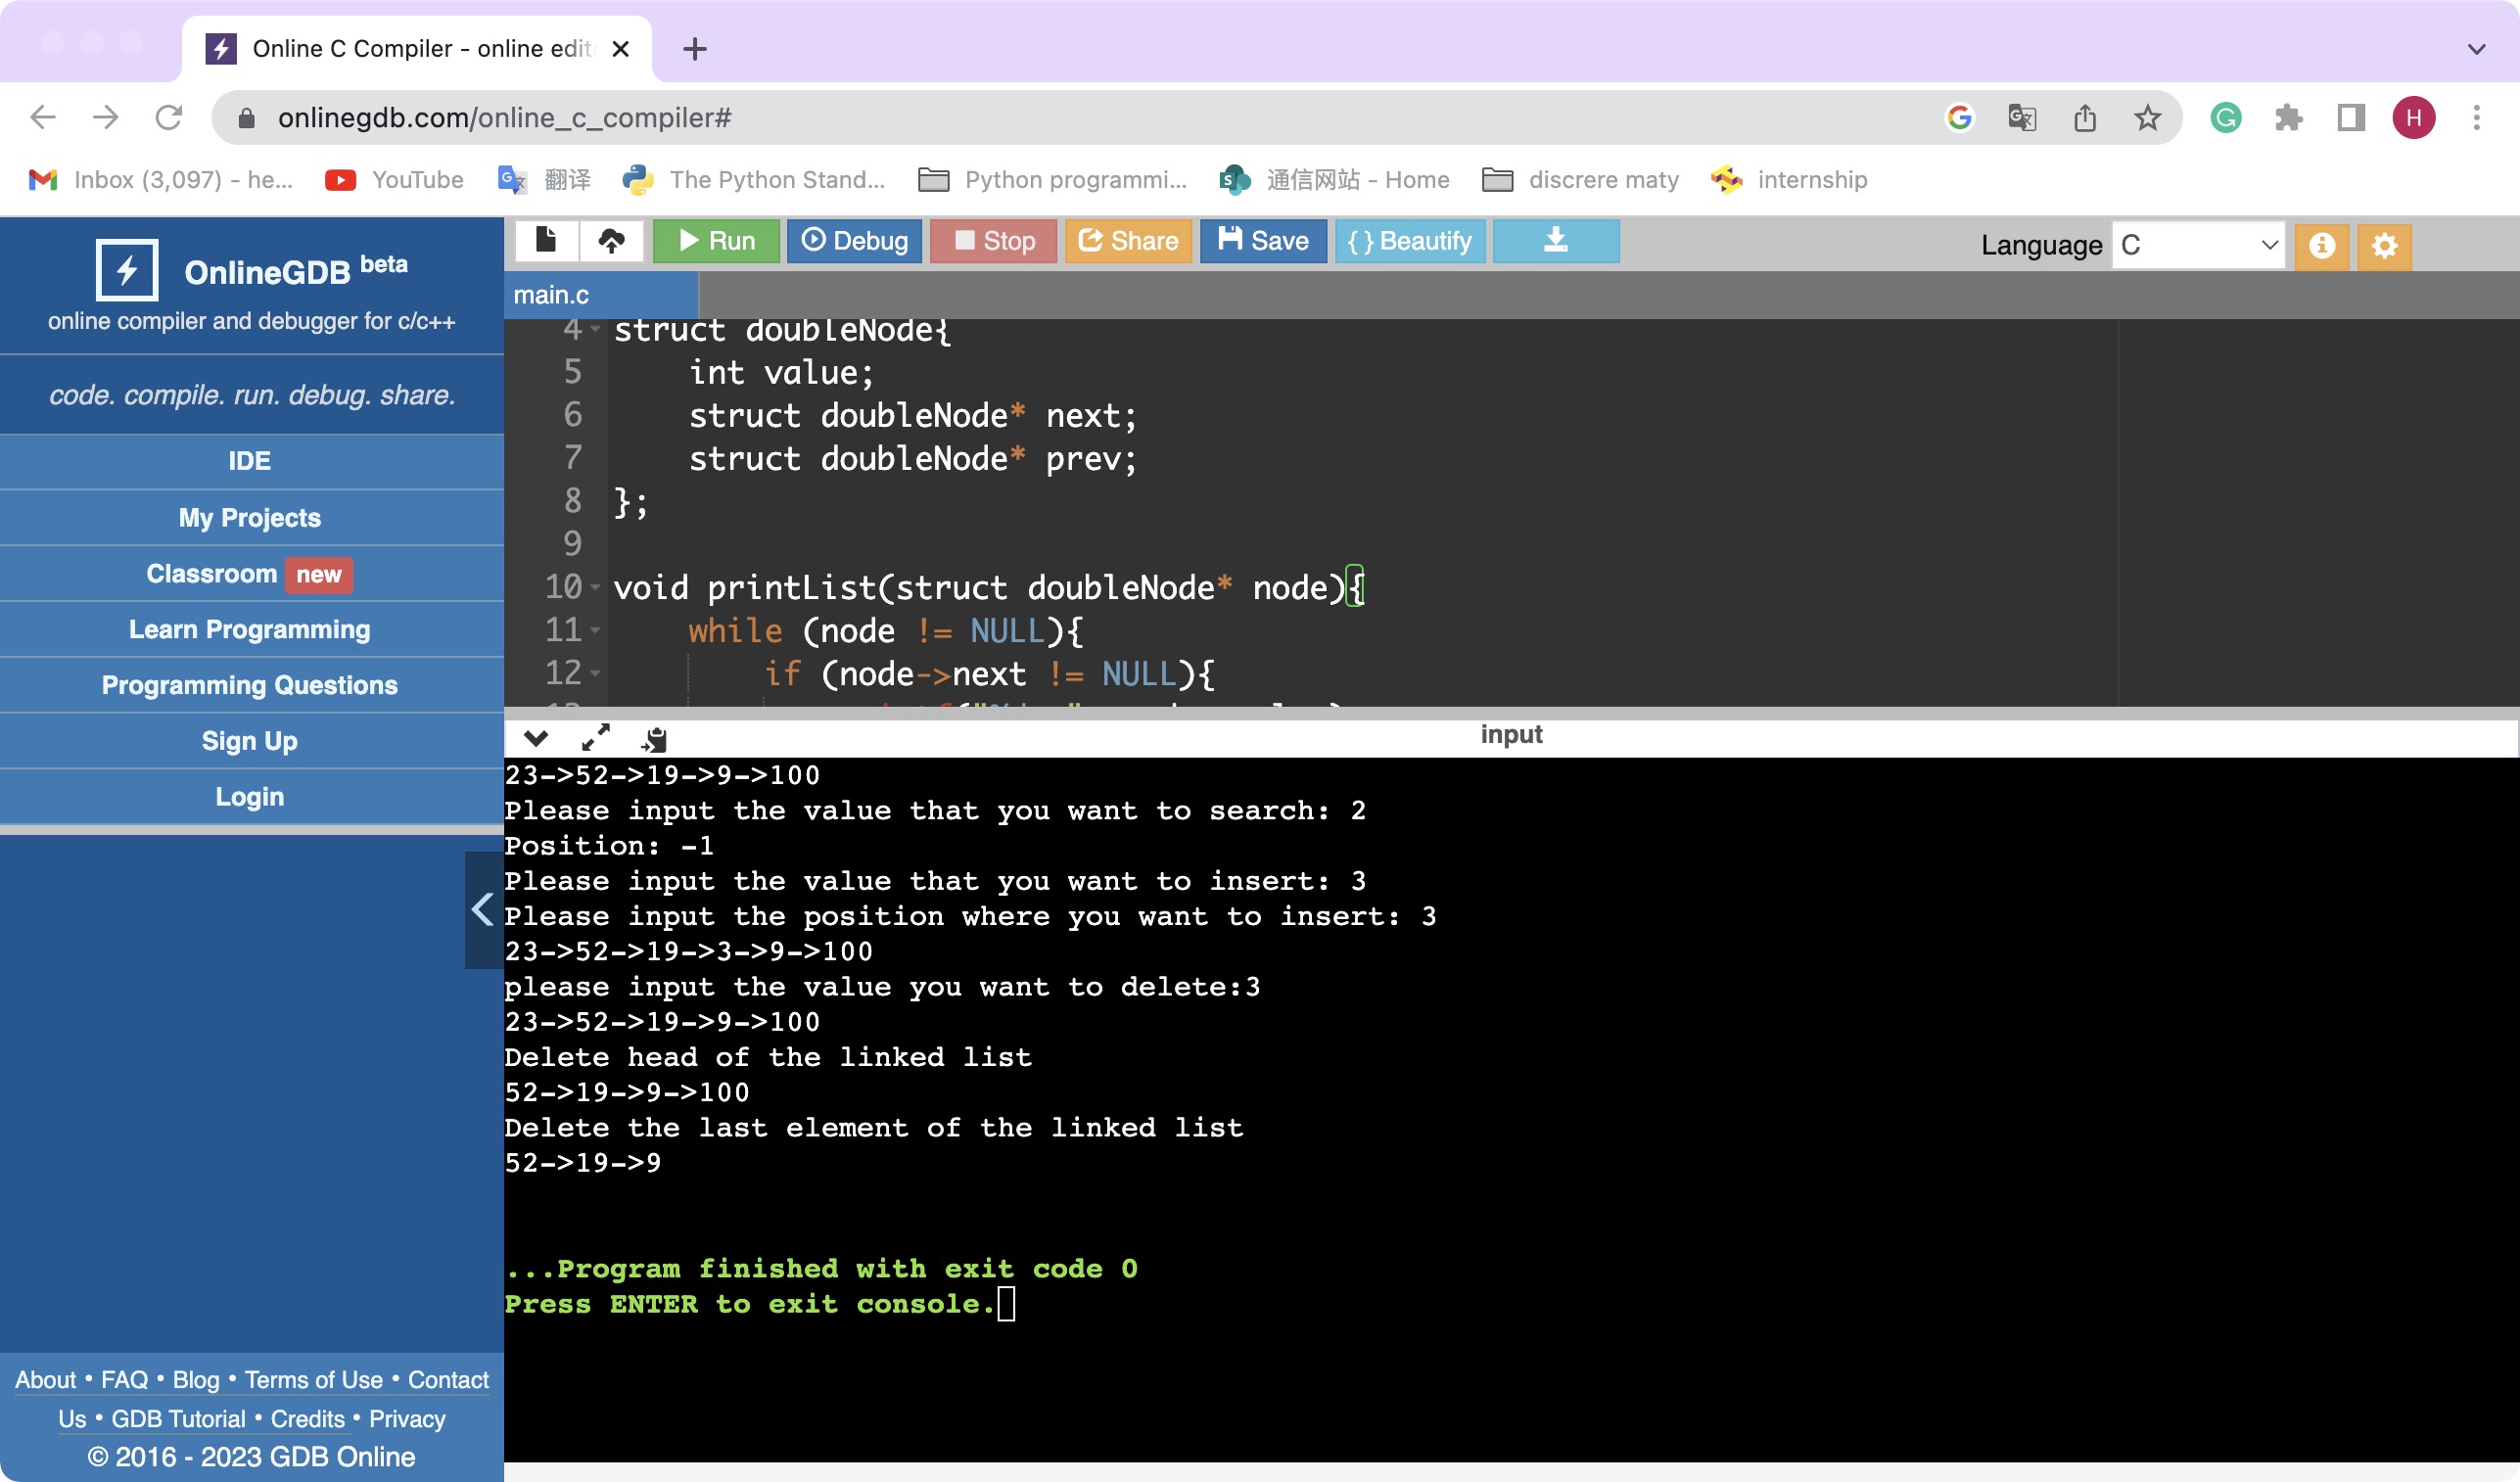 Online C Compiler - online edit
onlinegdb.com/online_c_compiler#
H
Inbox (3,097) - he...
YouTube
翻译
The Python Stand...
Python programmi...
通信网站 - Home
discrere maty
internship
OnlineGDB beta
online compiler and debugger for c/c++
code. compile. run. debug. share.
IDE
My Projects
Classroom new
Learn Programming
Programming Questions
Sign Up
Login
About • FAQ • Blog • Terms of Use • Contact
Us • GDB Tutorial • Credits • Privacy
© 2016 - 2023 GDB Online
Run
Debug
Stop
Share
Save
{ } Beautify
Language C
main.c
4 struct doubleNode{
5 int value;
6 struct doubleNode* next;
7 struct doubleNode* prev;
8 };
9
10 void printList(struct doubleNode* node){
11 while (node != NULL){
12 if (node->next != NULL){
input
23->52->19->9->100
Please input the value that you want to search: 2
Position: -1
Please input the value that you want to insert: 3
Please input the position where you want to insert: 3
23->52->19->3->9->100
please input the value you want to delete:3
23->52->19->9->100
Delete head of the linked list
52->19->9->100
Delete the last element of the linked list
52->19->9
...Program finished with exit code 0
Press ENTER to exit console.